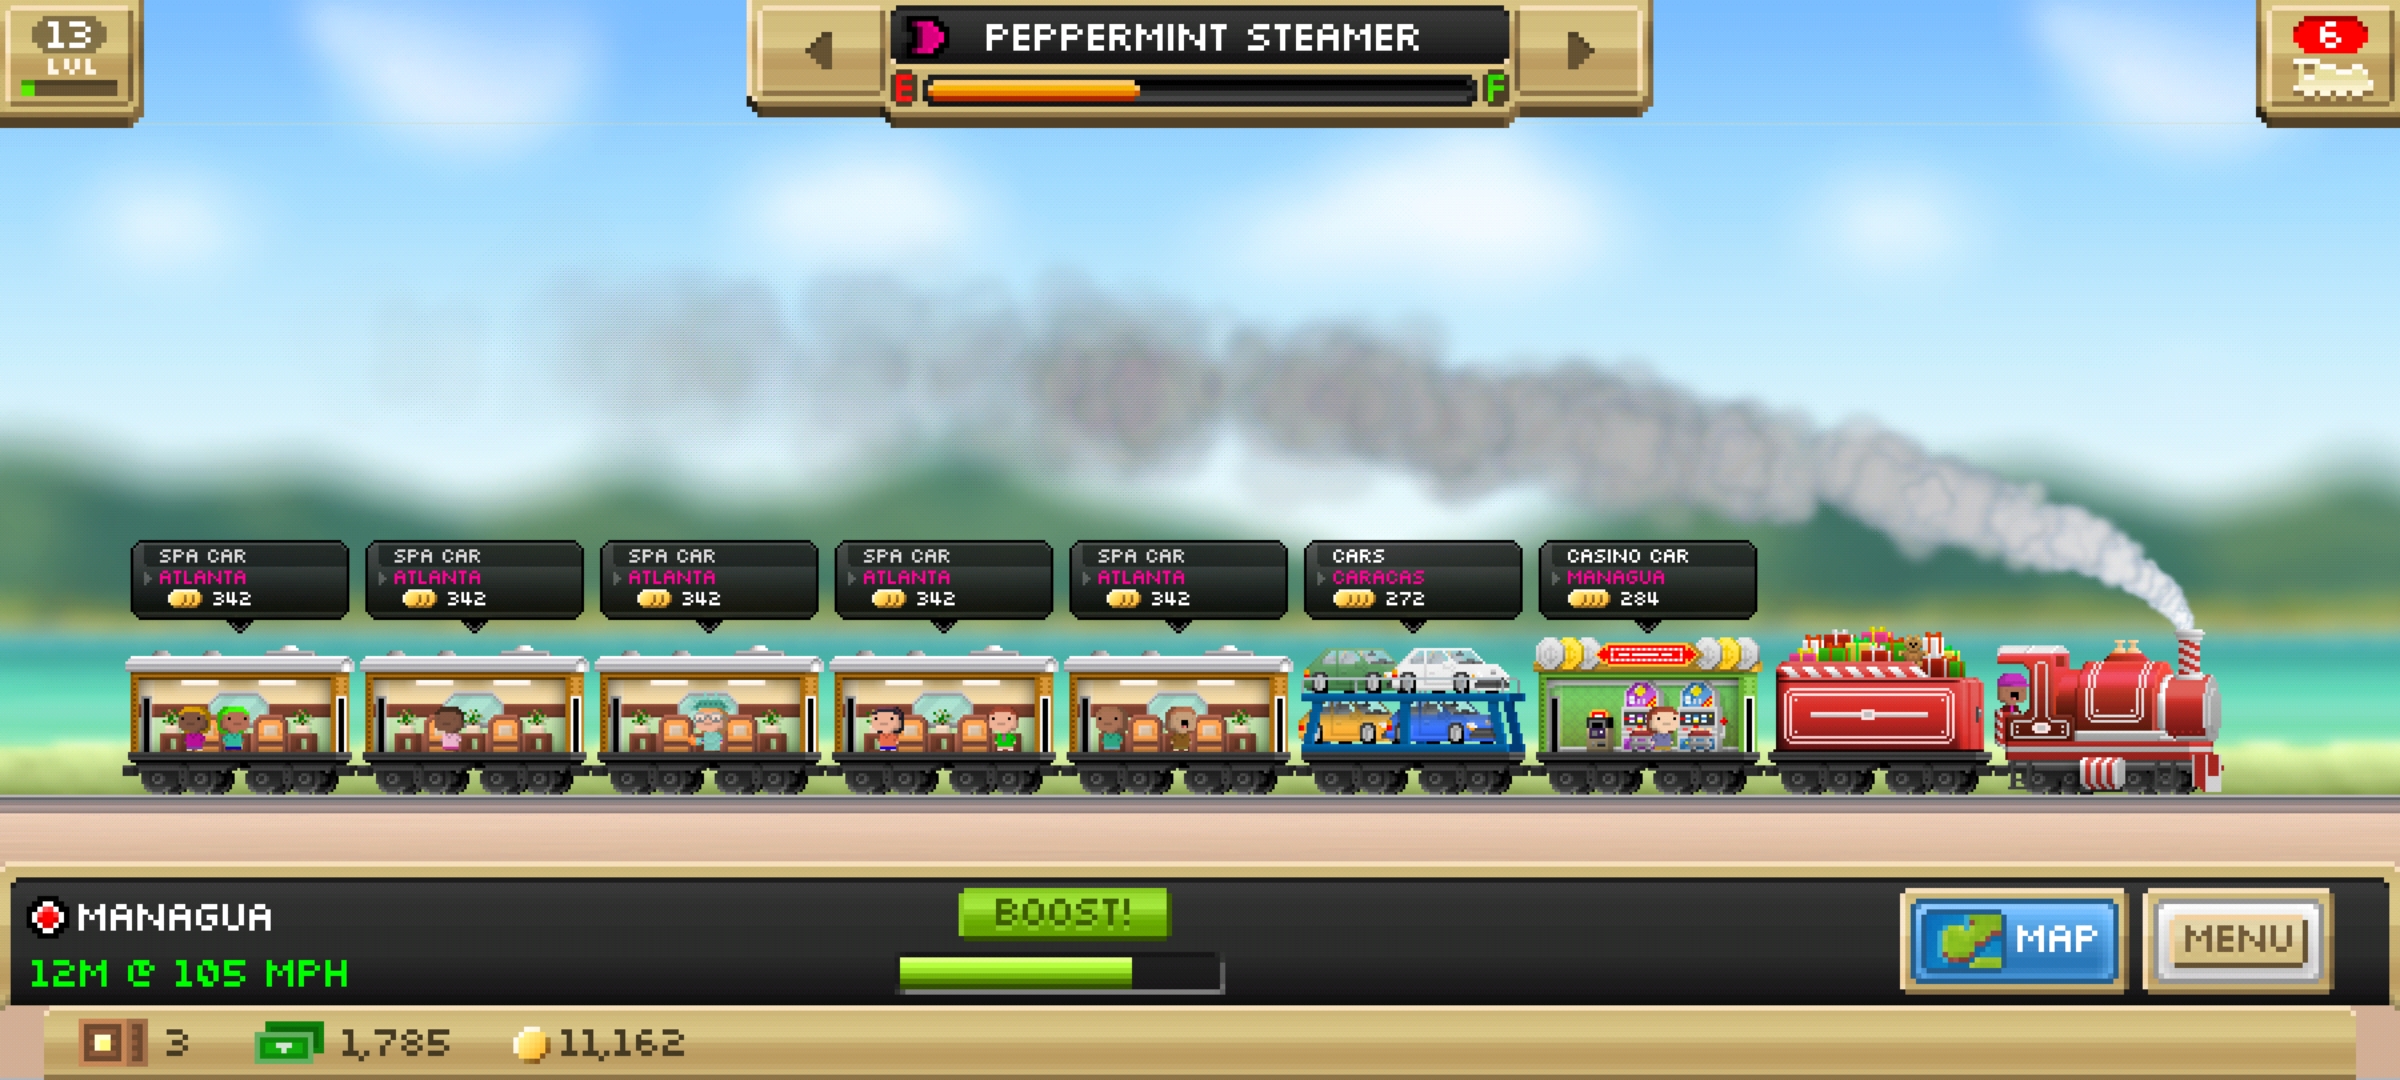 13
LVL
PEPPERMINT STEAMER
E F
6
SPA CAR
ATLANTA
342
SPA CAR
ATLANTA
342
SPA CAR
ATLANTA
342
SPA CAR
ATLANTA
342
SPA CAR
ATLANTA
342
CARS
CARACAS
272
CASINO CAR
MANAGUA
284
MANAGUA
12M @ 105 MPH
BOOST!
MAP
MENU
3 1,785 11,162